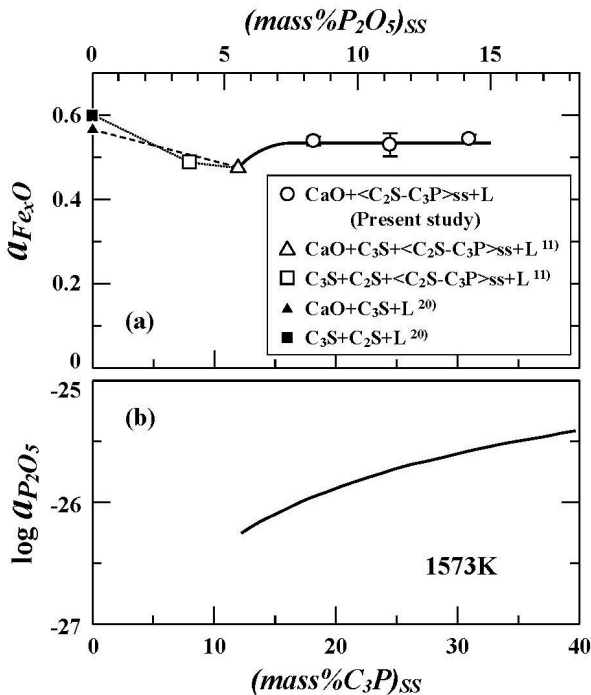 (mass%P₂O₅)SS
0 5 10 15
0.6
0.4
0.2
0
a FexO
CaO+<C₂S-C₃P>ss+L
(Present study)
CaO+C₃S+<C₂S-C₃P>ss+L ¹¹⁾
C₃S+C₂S+<C₂S-C₃P>ss+L ¹¹⁾
CaO+C₃S+L ²⁰⁾
C₃S+C₂S+L ²⁰⁾
(a)
-25
-26
-27
log a P₂O₅
(b)
1573K
0 10 20 30 40
(mass%C₃P)SS